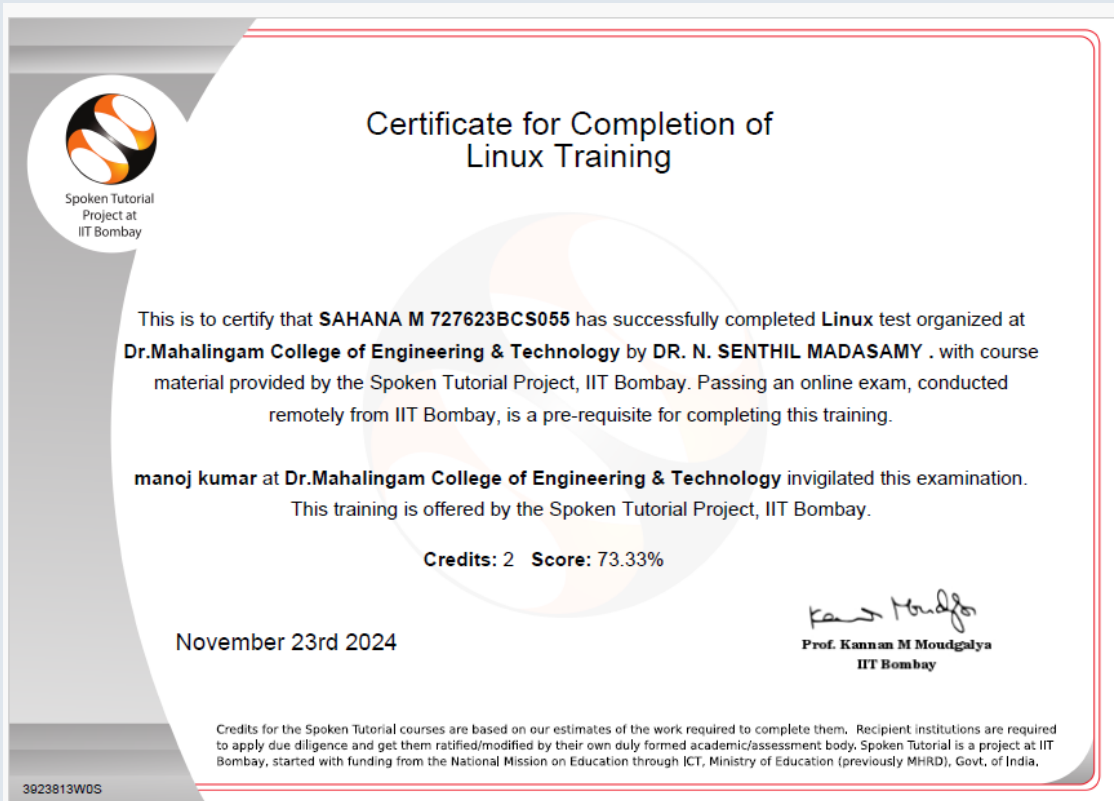 Spoken Tutorial
Project at
IIT Bombay
Certificate for Completion of
Linux Training
This is to certify that SAHANA M 727623BCS055 has successfully completed Linux test organized at
Dr.Mahalingam College of Engineering & Technology by DR. N. SENTHIL MADASAMY . with course
material provided by the Spoken Tutorial Project, IIT Bombay. Passing an online exam, conducted
remotely from IIT Bombay, is a pre-requisite for completing this training.
manoj kumar at Dr.Mahalingam College of Engineering & Technology invigilated this examination.
This training is offered by the Spoken Tutorial Project, IIT Bombay.
Credits: 2 Score: 73.33%
November 23rd 2024
Prof. Kannan M Moudgalya
IIT Bombay
Credits for the Spoken Tutorial courses are based on our estimates of the work required to complete them. Recipient institutions are required
to apply due diligence and get them ratified/modified by their own duly formed academic/assessment body. Spoken Tutorial is a project at IIT
Bombay, started with funding from the National Mission on Education through ICT, Ministry of Education (previously MHRD), Govt. of India.
3923813W0S